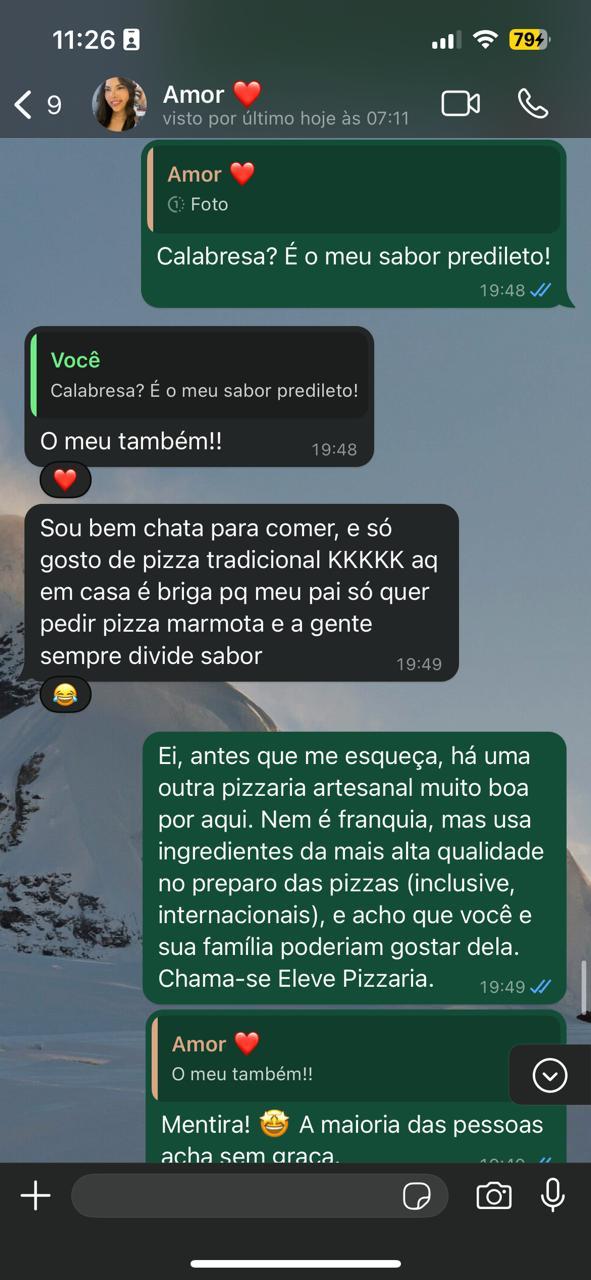 11:26
79
9
Amor ❤️
visto por último hoje às 07:11
Amor ❤️
Foto
Calabresa? É o meu sabor predileto!
19:48
Você
Calabresa? É o meu sabor predileto!
O meu também!!
19:48
❤️
Sou bem chata para comer, e só
gosto de pizza tradicional KKKKK aq
em casa é briga pq meu pai só quer
pedir pizza marmota e a gente
sempre divide sabor
19:49
😂
Ei, antes que me esqueça, há uma
outra pizzaria artesanal muito boa
por aqui. Nem é franquia, mas usa
ingredientes da mais alta qualidade
no preparo das pizzas (inclusive,
internacionais), e acho que você e
sua família poderiam gostar dela.
Chama-se Eleve Pizzaria.
19:49
Amor ❤️
O meu também!!
Mentira! 🤩 A maioria das pessoas
acha sem graça.
19:49